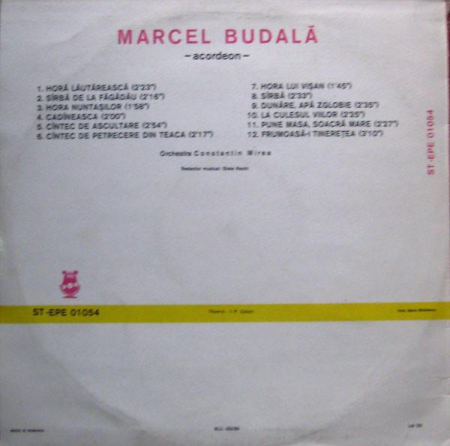 MARCEL BUDALĂ
– acordeon –
1. HORĂ LĂUTĂREASCĂ (2'23")
2. SÎRBĂ DE LA FĂGĂDĂU (2'16")
3. HORA NUNTAȘILOR (1'58")
4. CADÎNEASCA (2'00")
5. CÎNTEC DE ASCULTARE (2'54")
6. CÎNTEC DE PETRECERE DIN TEACA (2'17")
7. HORA LUI VIȘAN (1'45")
8. SÎRBĂ (2'33")
9. DUNĂRE, APĂ ZGLOBIE (2'35")
10. LA CULESUL VIILOR (2'25")
11. PUNE MASA, SOACRĂ MARE (2'27")
12. FRUMOASĂ-I TINEREȚEA (3'10")
Orchestra Constantin Mirea
Redactor muzical:
ST-EPE 01054
ST-EPE 01054